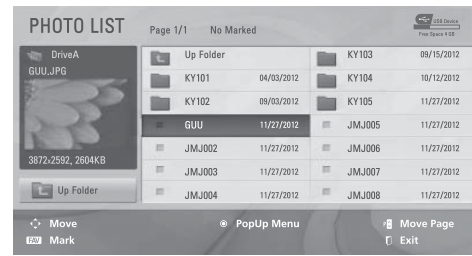 PHOTO LIST
Page 1/1 No Marked
USB Device
Free Space 4 GB
DriveA
GUU,JPG
3872x2592, 2604KB
Up Folder
Up Folder
KY101 04/03/2012
KY102 09/03/2012
GUU 11/27/2012
JMJ002 11/27/2012
JMJ003 11/27/2012
JMJ004 11/27/2012
KY103 09/15/2012
KY104 10/12/2012
KY105 11/27/2012
JMJ005 11/27/2012
JMJ006 11/27/2012
JMJ007 11/27/2012
JMJ008 11/27/2012
Move
PopUp Menu
Move Page
FAV Mark
Exit